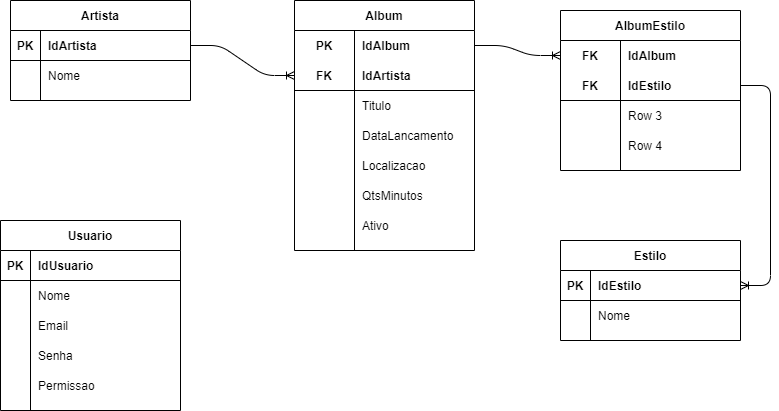 Artista
PK IdArtista
Nome
Album
PK IdAlbum
FK IdArtista
Titulo
DataLancamento
Localizacao
QtsMinutos
Ativo
AlbumEstilo
FK IdAlbum
FK IdEstilo
Row 3
Row 4
Usuario
PK IdUsuario
Nome
Email
Senha
Permissao
Estilo
PK IdEstilo
Nome